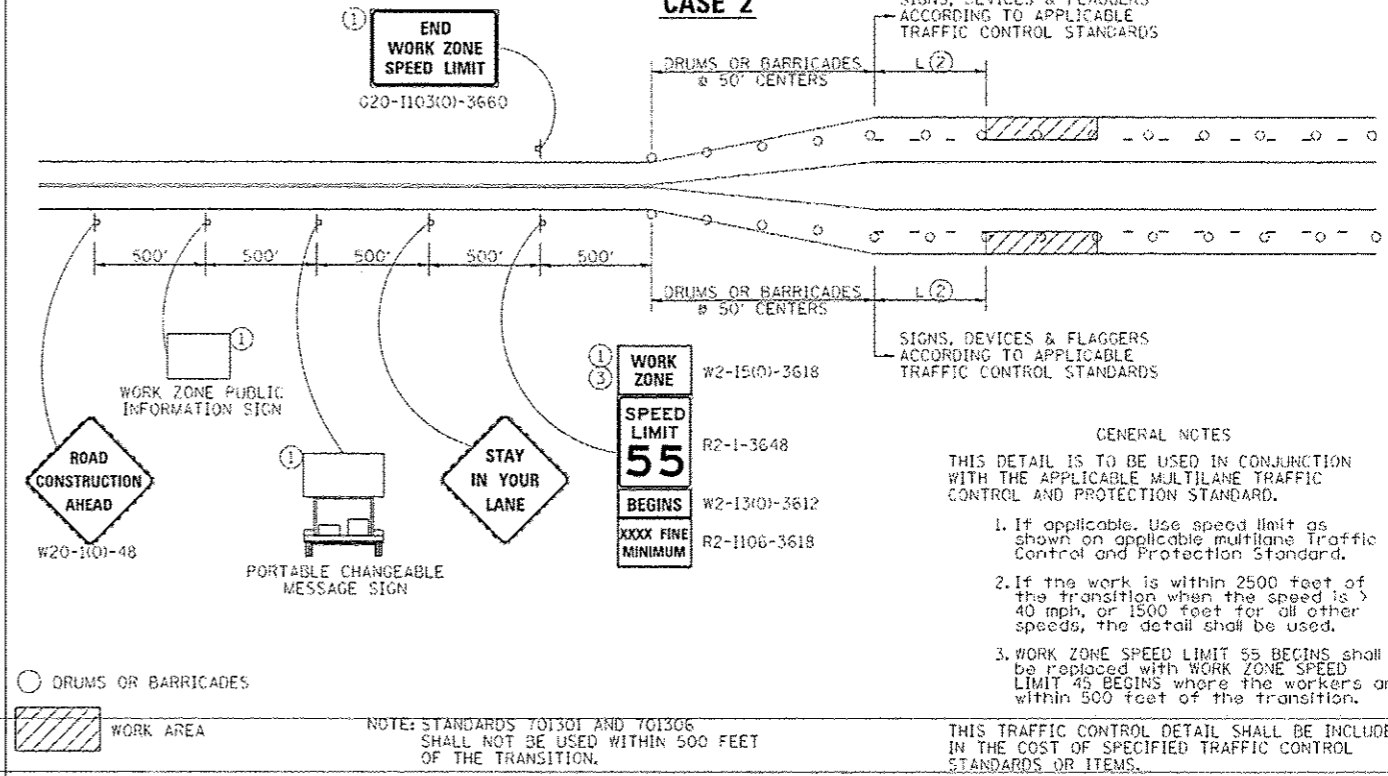 CASE 2
SIGNS, DEVICES & FLAGGERS
ACCORDING TO APPLICABLE
TRAFFIC CONTROL STANDARDS
①
END
WORK ZONE
SPEED LIMIT
G20-I103(O)-3660
DRUMS OR BARRICADES
@ 50' CENTERS
L ②
500'
500'
500'
500'
500'
DRUMS OR BARRICADES
@ 50' CENTERS
L ②
SIGNS, DEVICES & FLAGGERS
ACCORDING TO APPLICABLE
TRAFFIC CONTROL STANDARDS
①
WORK ZONE PUBLIC
INFORMATION SIGN
ROAD
CONSTRUCTION
AHEAD
W20-1(O)-48
①
PORTABLE CHANGEABLE
MESSAGE SIGN
STAY
IN YOUR
LANE
①
③
WORK
ZONE
W2-I5(O)-3618
SPEED
LIMIT
55
R2-1-3648
BEGINS
W2-I3(O)-3612
XXXX FINE
MINIMUM
R2-I106-3618
GENERAL NOTES
THIS DETAIL IS TO BE USED IN CONJUNCTION
WITH THE APPLICABLE MULTILANE TRAFFIC
CONTROL AND PROTECTION STANDARD.
1. If applicable. Use speed limit as
shown on applicable multilane Traffic
Control and Protection Standard.
2. If the work is within 2500 feet of
the transition when the speed is >
40 mph, or 1500 feet for all other
speeds, the detail shall be used.
3. WORK ZONE SPEED LIMIT 55 BEGINS shall
be replaced with WORK ZONE SPEED
LIMIT 45 BEGINS where the workers ar
within 500 feet of the transition.
DRUMS OR BARRICADES
WORK AREA
NOTE: STANDARDS 701301 AND 701306
SHALL NOT BE USED WITHIN 500 FEET
OF THE TRANSITION.
THIS TRAFFIC CONTROL DETAIL SHALL BE INCLUDE
IN THE COST OF SPECIFIED TRAFFIC CONTROL
STANDARDS OR ITEMS.